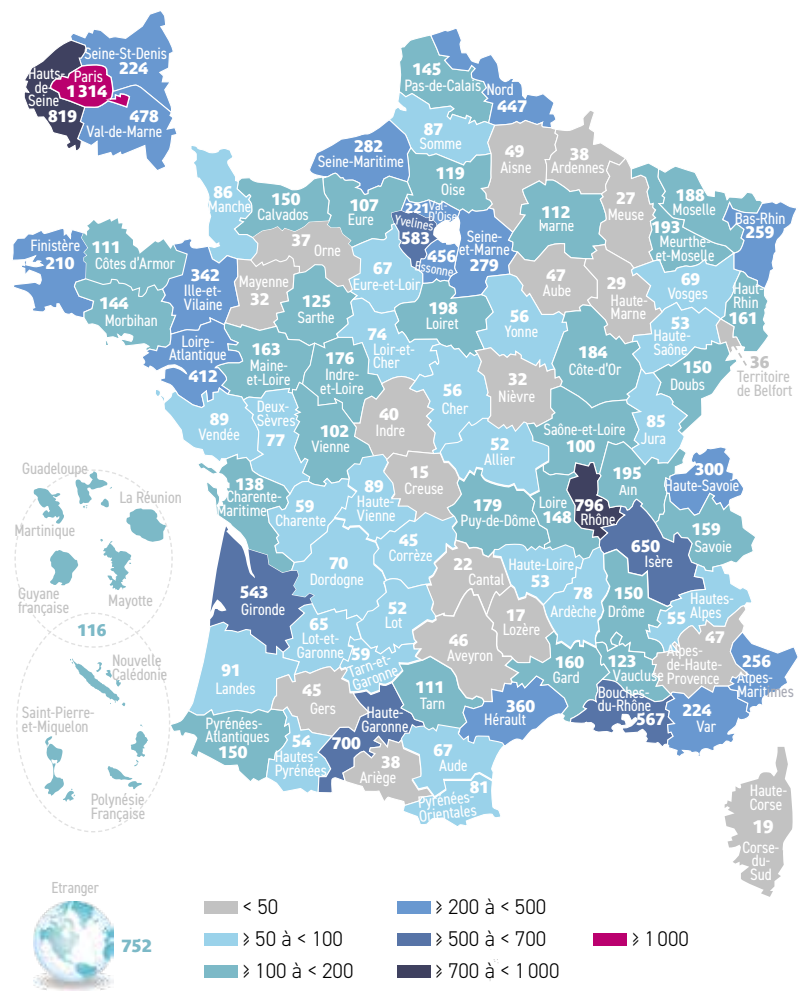 Seine-St-Denis
224
Hauts-
de-
Seine
819
Paris
1 314
478
Val-de-Marne
145
Pas-de-Calais
Nord
447
87
Somme
282
Seine-Maritime
119
Oise
49
Aisne
38
Ardennes
86
Manche
150
Calvados
107
Eure
221
Val-
D'Oise
Yvelines
583
456
Essonne
Seine-
et-Marne
279
112
Marne
27
Meuse
188
Moselle
193
Meurthe-
et-Moselle
Bas-Rhin
259
Finistère
210
111
Côtes d'Armor
144
Morbihan
342
Ille-et-
Vilaine
37 Orne
Mayenne
32
125
Sarthe
67
Eure-et-Loir
198
Loiret
56
Yonne
47
Aube
29
Haute-
Marne
69
Vosges
Haut-
Rhin
161
53
Haute-
Saône
36
Territoire
de Belfort
Loire-
Atlantique
412
163
Maine-
et-Loire
176
Indre-
et-Loire
74
Loir-et-
Cher
56
Cher
32
Nièvre
184
Côte-d'Or
150
Doubs
89
Vendée
Deux-
Sèvres
77
102
Vienne
40
Indre
52
Allier
Saône-et-Loire
100
85
Jura
138
Charente-
Maritime
59
Charente
89
Haute-
Vienne
15
Creuse
179
Puy-de-Dôme
Loire
148
796
Rhône
195
Ain
300
Haute-Savoie
159
Savoie
650
Isère
543
Gironde
70
Dordogne
45
Corrèze
22
Cantal
Haute-Loire
53
78
Ardèche
150
Drôme
Hautes-
Alpes
55
65
Lot-et-
Garonne
52
Lot
59
Tarn-et-
Garonne
46
Aveyron
17
Lozère
160
Gard
123
Vaucluse
47
Alpes-
de-Haute-
Provence
256
Alpes-
Maritimes
91
Landes
45
Gers
Haute-
Garonne
700
111
Tarn
360
Hérault
Bouches-
du-Rhône
567
224
Var
Pyrénées-
Atlantiques
150
54
Hautes-
Pyrénées
38
Ariège
67
Aude
81
Pyrénées-
Orientales
Haute-
Corse
19
Corse-
du-
Sud
Guadeloupe
La Réunion
Martinique
Guyane
française
Mayotte
116
Nouvelle
Calédonie
Saint-Pierre-
et-Miquelon
Polynésie
Française
Etranger
752
< 50
⩾ 50 à < 100
⩾ 100 à < 200
⩾ 200 à < 500
⩾ 500 à < 700
⩾ 700 à < 1 000
⩾ 1 000